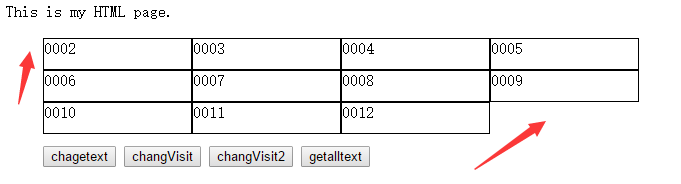 This is my HTML page.
0002 0003 0004 0005
0006 0007 0008 0009
0010 0011 0012
chagetext changVisit changVisit2 getalltext